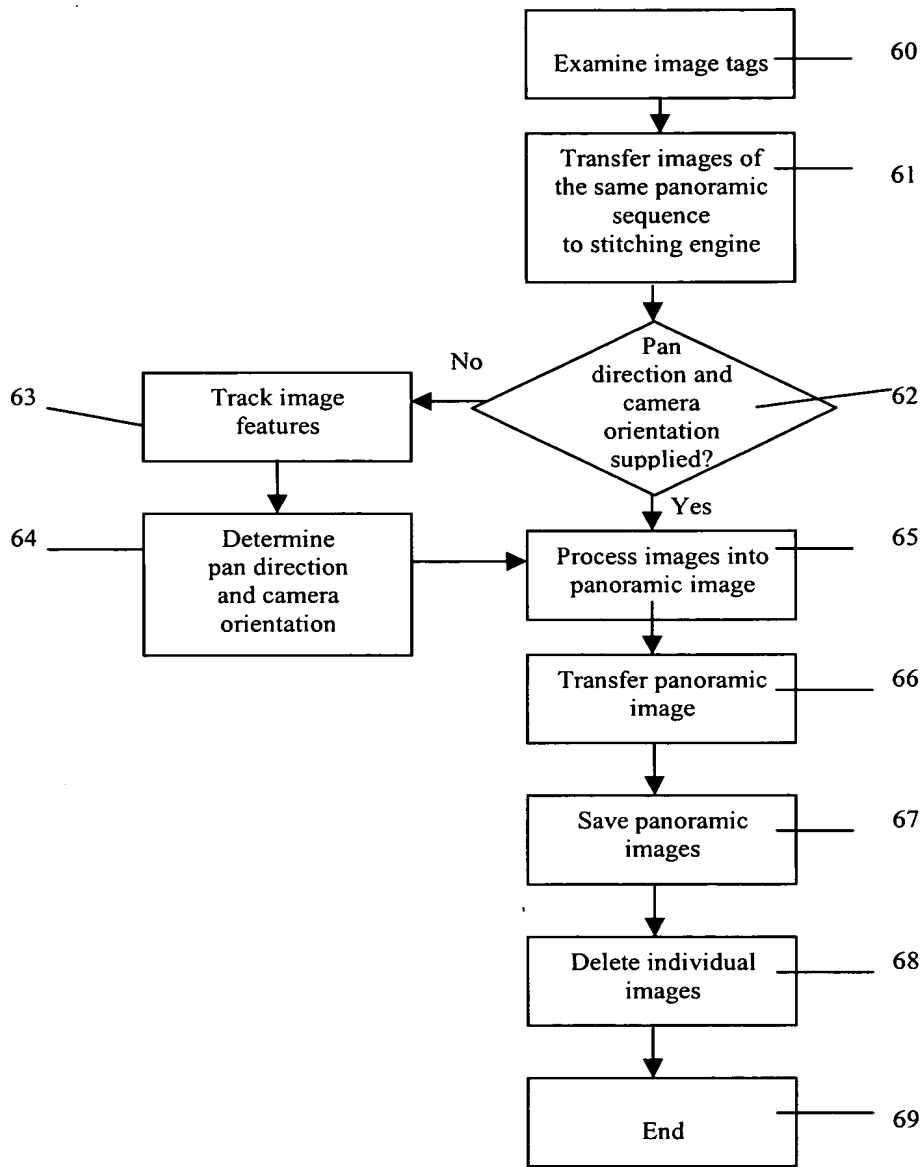 Examine image tags
60
Transfer images of
the same panoramic
sequence
to stitching engine
61
Pan
direction and
camera
orientation
supplied?
62
No
Yes
63
Track image
features
64
Determine
pan direction
and camera
orientation
Process images into
panoramic image
65
Transfer panoramic
image
66
Save panoramic
images
67
Delete individual
images
68
End
69